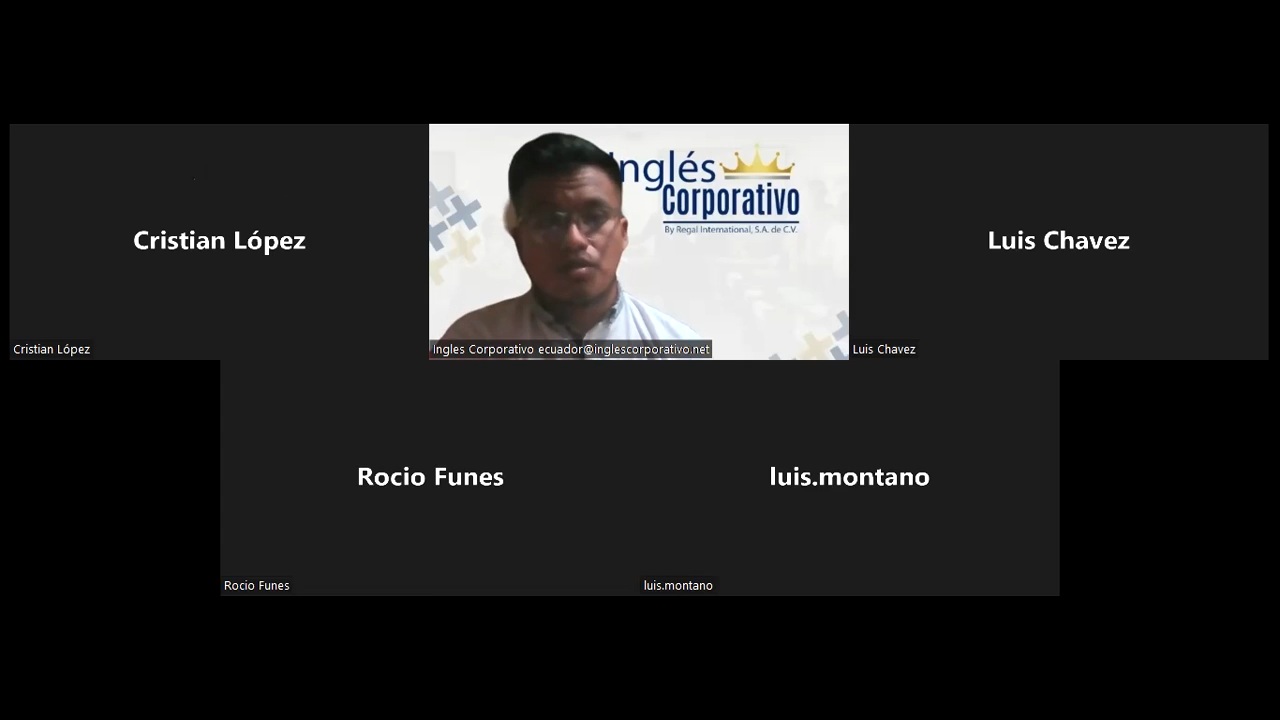 Cristian López
Inglés
Corporativo
By Regal International, S.A. de C.V.
Luis Chavez
Cristian López
Ingles Corporativo ecuador@inglescorporativo.net
Luis Chavez
Rocio Funes
luis.montano
Rocio Funes
luis.montano